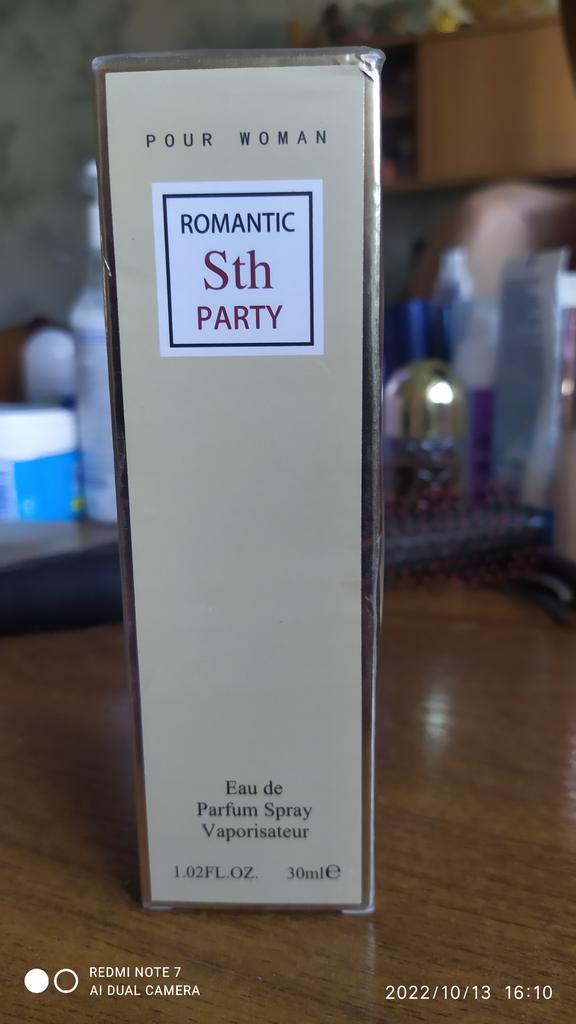 POUR WOMAN
ROMANTIC
Sth
PARTY
Eau de
Parfum Spray
Vaporisateur
1.02FL.OZ. 30ml℮
REDMI NOTE 7
AI DUAL CAMERA
2022/10/13 16:10